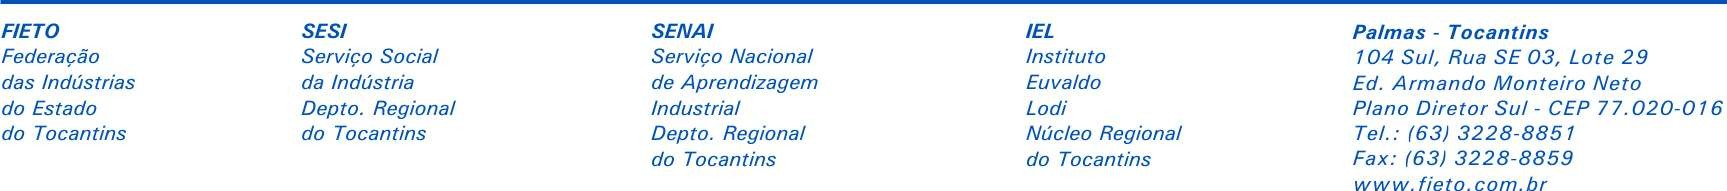 FIETO
Federação
das Indústrias
do Estado
do Tocantins
SESI
Serviço Social
da Indústria
Depto. Regional
do Tocantins
SENAI
Serviço Nacional
de Aprendizagem
Industrial
Depto. Regional
do Tocantins
IEL
Instituto
Euvaldo
Lodi
Núcleo Regional
do Tocantins
Palmas - Tocantins
104 Sul, Rua SE 03, Lote 29
Ed. Armando Monteiro Neto
Plano Diretor Sul - CEP 77.020-016
Tel.: (63) 3228-8851
Fax: (63) 3228-8859
www.fieto.com.br